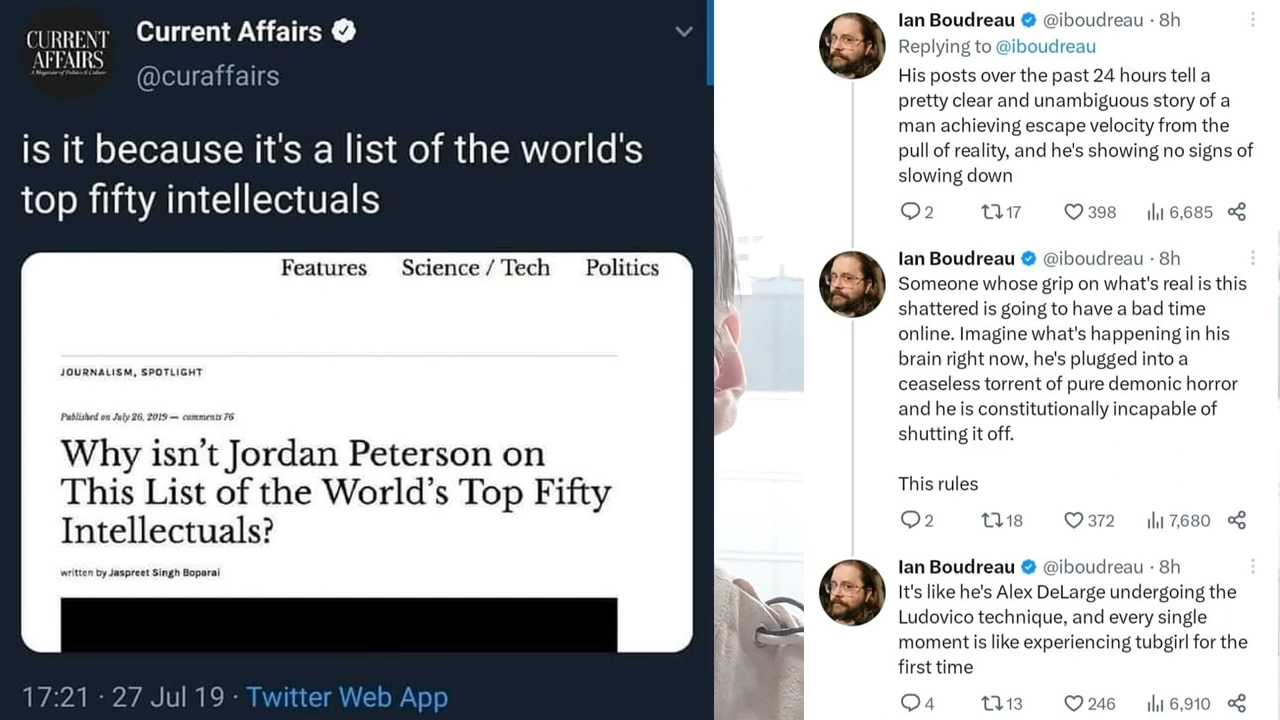 CURRENT
AFFAIRS
A Magazine of Politics & Culture
Current Affairs
@curaffairs
is it because it's a list of the world's
top fifty intellectuals
Features Science / Tech Politics
JOURNALISM, SPOTLIGHT
Published on July 26, 2019 — comments 76
Why isn't Jordan Peterson on
This List of the World's Top Fifty
Intellectuals?
written by Jaspreet Singh Boparai
17:21 · 27 Jul 19 · Twitter Web App
Ian Boudreau @iboudreau · 8h
Replying to @iboudreau
His posts over the past 24 hours tell a
pretty clear and unambiguous story of a
man achieving escape velocity from the
pull of reality, and he's showing no signs of
slowing down
2 17 398 6,685
Ian Boudreau @iboudreau · 8h
Someone whose grip on what's real is this
shattered is going to have a bad time
online. Imagine what's happening in his
brain right now, he's plugged into a
ceaseless torrent of pure demonic horror
and he is constitutionally incapable of
shutting it off.
This rules
2 18 372 7,680
Ian Boudreau @iboudreau · 8h
It's like he's Alex DeLarge undergoing the
Ludovico technique, and every single
moment is like experiencing tubgirl for the
first time
4 13 246 6,910